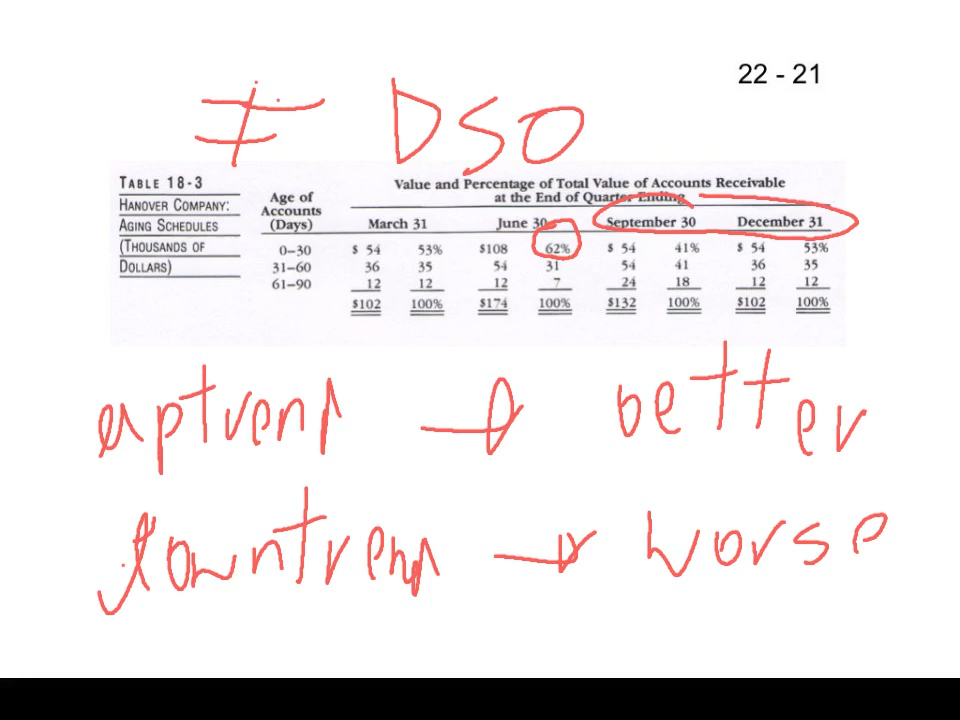 22 - 21
≠ DSO
TABLE 18-3
HANOVER COMPANY:
AGING SCHEDULES
(THOUSANDS OF
DOLLARS)
Value and Percentage of Total Value of Accounts Receivable
at the End of Quarter Ending
Age of
Accounts
(Days) March 31 June 30 September 30 December 31
0–30 $ 54 53% $108 62% $ 54 41% $ 54 53%
31–60 36 35 54 31 54 41 36 35
61–90 12 12 12 7 24 18 12 12
$102 100% $174 100% $132 100% $102 100%
uptrend → better
downtrend → worse